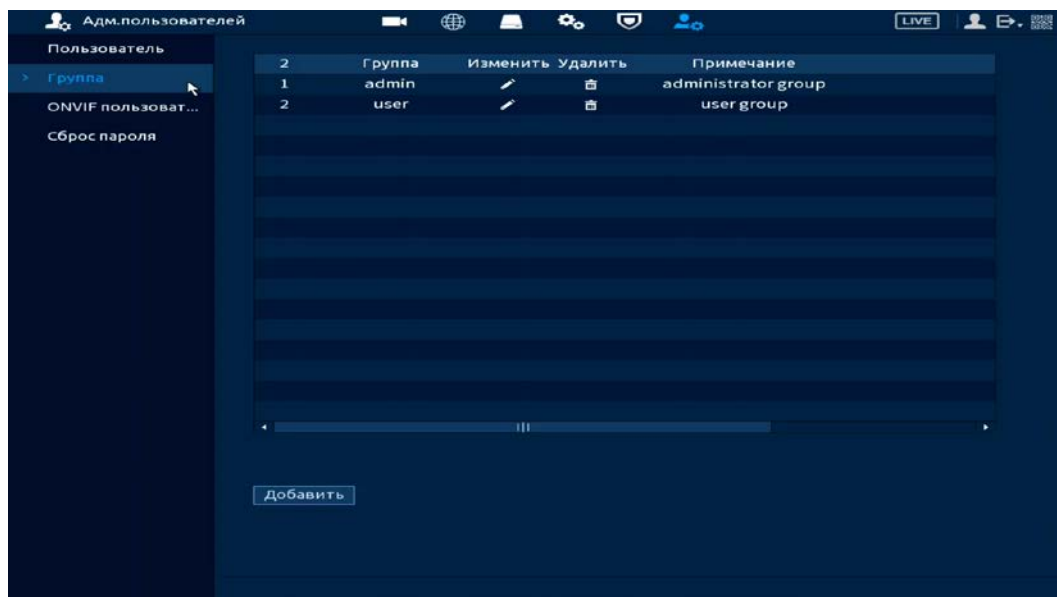 Адм.пользователей LIVE
Пользователь
Группа
ONVIF пользоват...
Сброс пароля
2 Группа Изменить Удалить Примечание
1 admin administrator group
2 user user group
Добавить